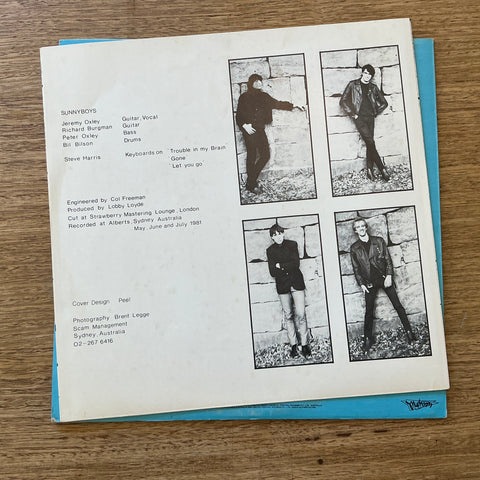 SUNNYBOYS
Jeremy Oxley Guitar, Vocal
Richard Burgman Guitar
Peter Oxley Bass
Bil Bilson Drums
Steve Harris Keyboards on Trouble in my Brain
Gone
Let you go
Engineered by Col Freeman
Produced by Lobby Loyde
Cut at Strawberry Mastering Lounge, London
Recorded at Alberts, Sydney Australia
May, June and July 1981
Cover Design Peel
Photography Brent Legge
Scam Management
Sydney, Australia
02-267 6416